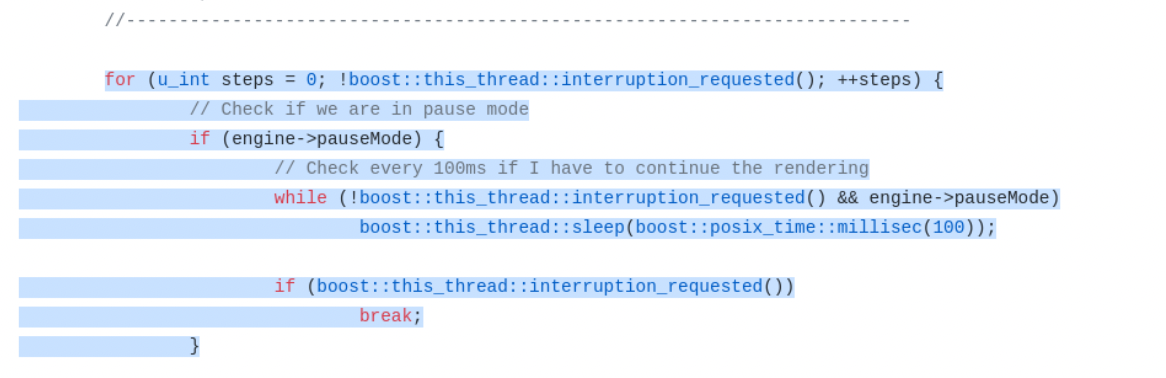 //--------------------------------------------------------------------------
for (u_int steps = 0; !boost::this_thread::interruption_requested(); ++steps) {
// Check if we are in pause mode
if (engine->pauseMode) {
// Check every 100ms if I have to continue the rendering
while (!boost::this_thread::interruption_requested() && engine->pauseMode)
boost::this_thread::sleep(boost::posix_time::millisec(100));
if (boost::this_thread::interruption_requested())
break;
}